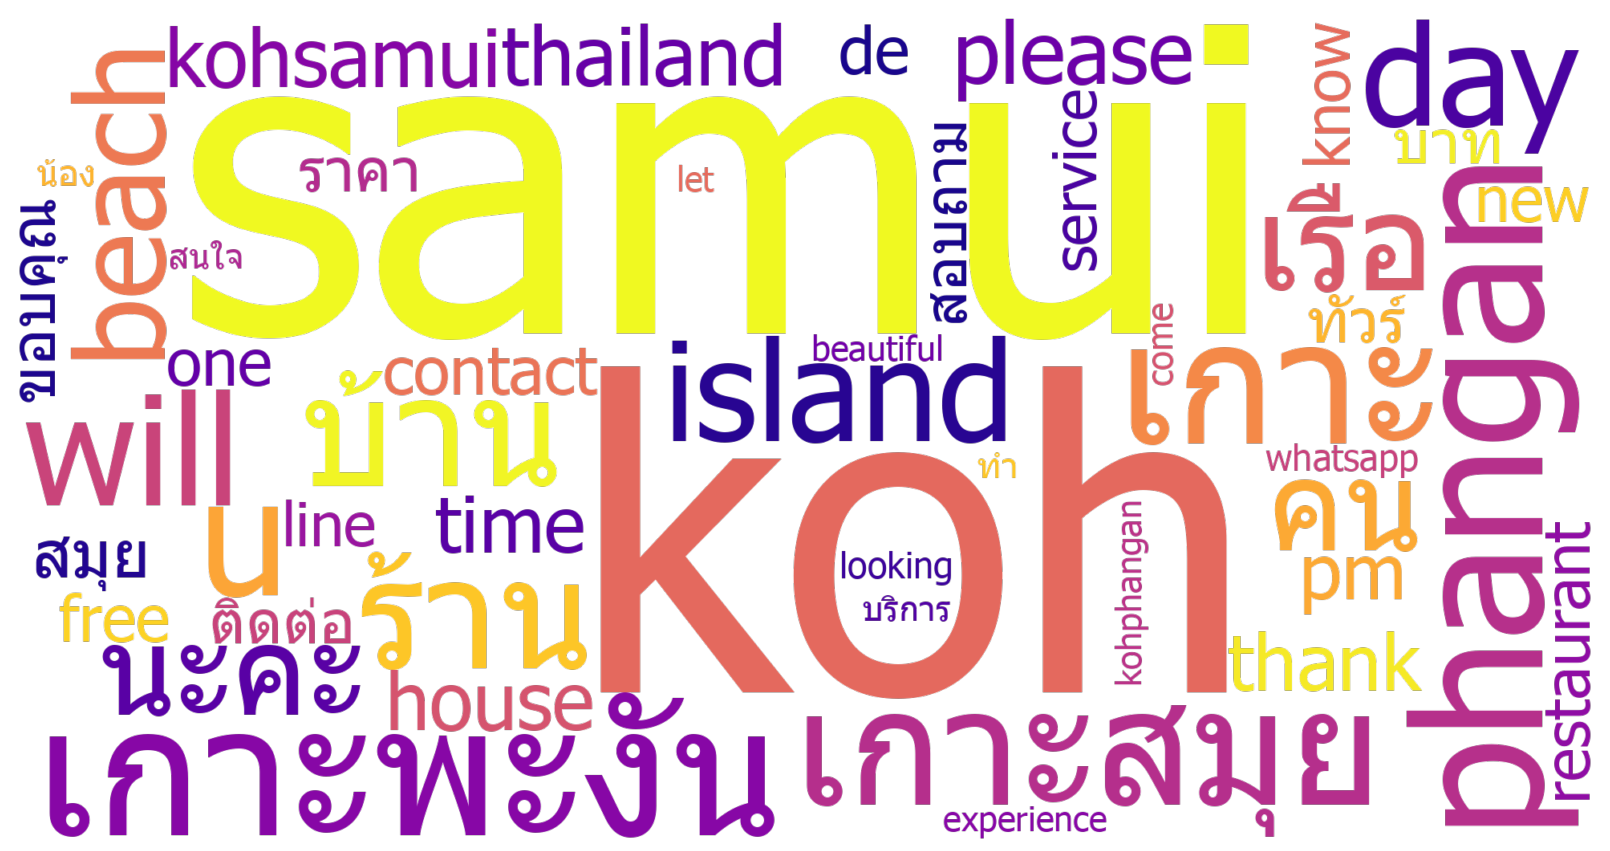 kohsamuithailand
de
please
day
know
beach
samui
service
สอบถาม
บาท
น้อง
ราคา
let
new
phangan
ขอบคุณ
สนใจ
เรือ
ทัวร์
one
contact
beautiful
come
island
เกาะ
will
บ้าน
koh
ทำ
whatsapp
คน
u
line
time
looking
kohphangan
restaurant
สมุย
pm
free
ติดต่อ
ร้าน
บริการ
thank
นะคะ
house
เกาะพะงัน
เกาะสมุย
experience